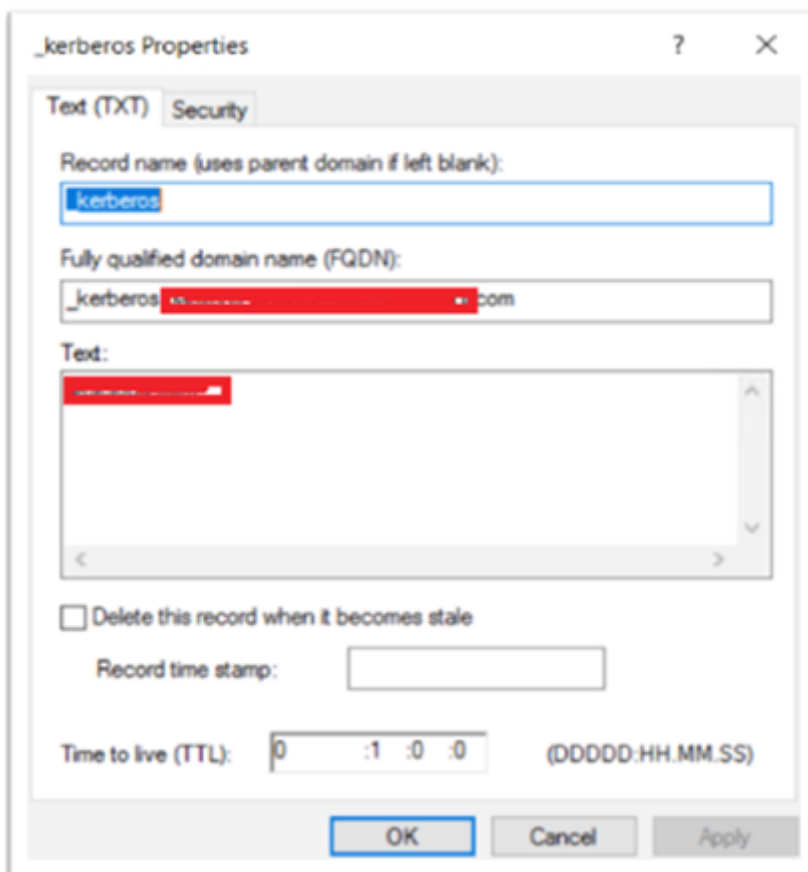 _kerberos Properties
? ×
Text (TXT) Security
Record name (uses parent domain if left blank):
_kerberos
Fully qualified domain name (FQDN):
_kerberos com
Text:
Delete this record when it becomes stale
Record time stamp:
Time to live (TTL): 0 :1 :0 :0 (DDDDD:HH.MM.SS)
OK Cancel Apply